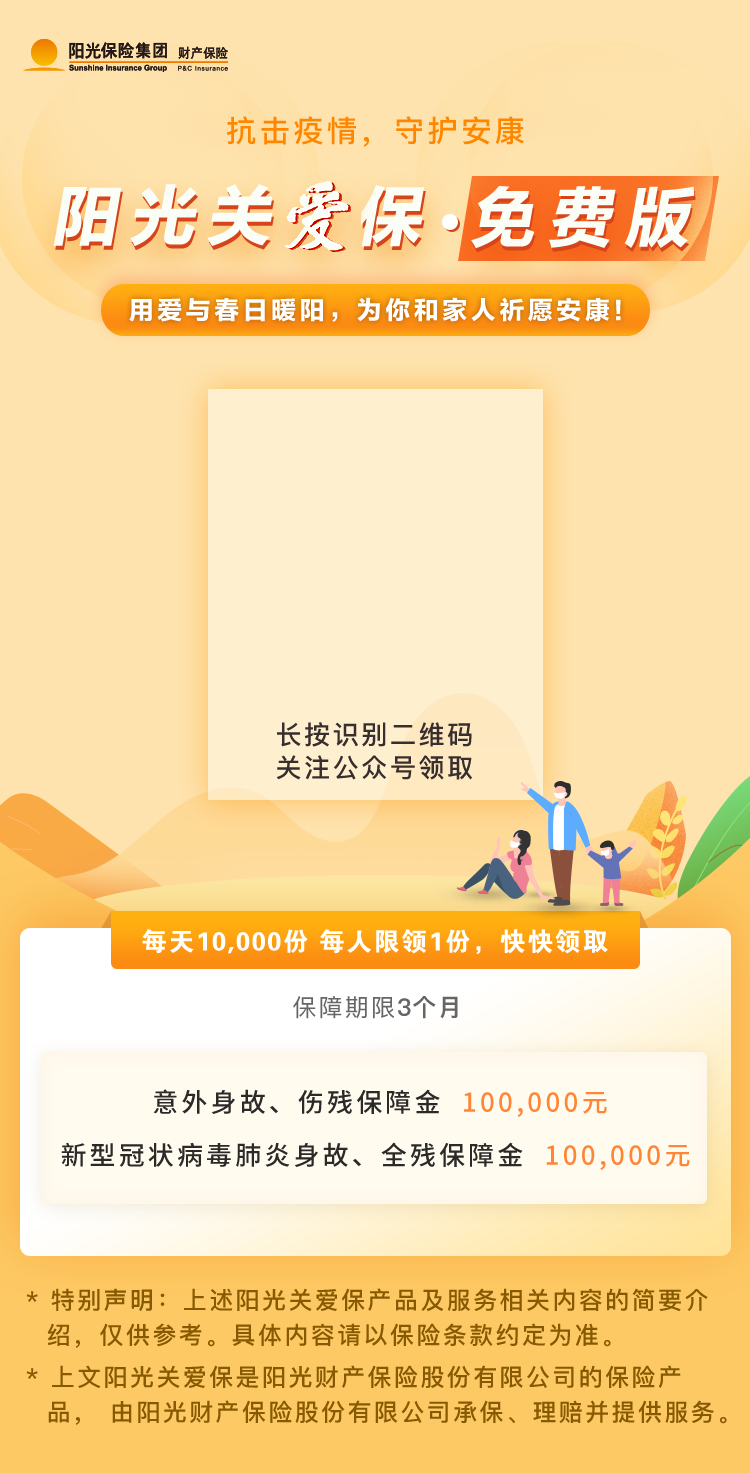 阳光保险集团 财产保险
Sunshine Insurance Group P&C Insurance
抗击疫情，守护安康
阳光关爱保·免费版
用爱与春日暖阳，为你和家人祈愿安康！
长按识别二维码
关注公众号领取
每天10,000份 每人限领1份，快快领取
保障期限3个月
意外身故、伤残保障金 100,000元
新型冠状病毒肺炎身故、全残保障金 100,000元
* 特别声明：上述阳光关爱保产品及服务相关内容的简要介
绍，仅供参考。具体内容请以保险条款约定为准。
* 上文阳光关爱保是阳光财产保险股份有限公司的保险产
品， 由阳光财产保险股份有限公司承保、理赔并提供服务。